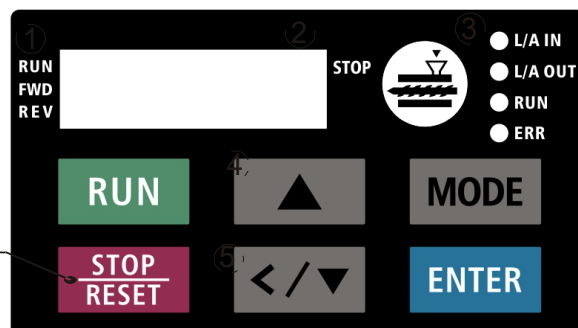 ① ② ③
RUN
FWD
REV
STOP
L/A IN
L/A OUT
RUN
ERR
RUN
④ ▲
MODE
STOP
RESET
⑤ </▼
ENTER